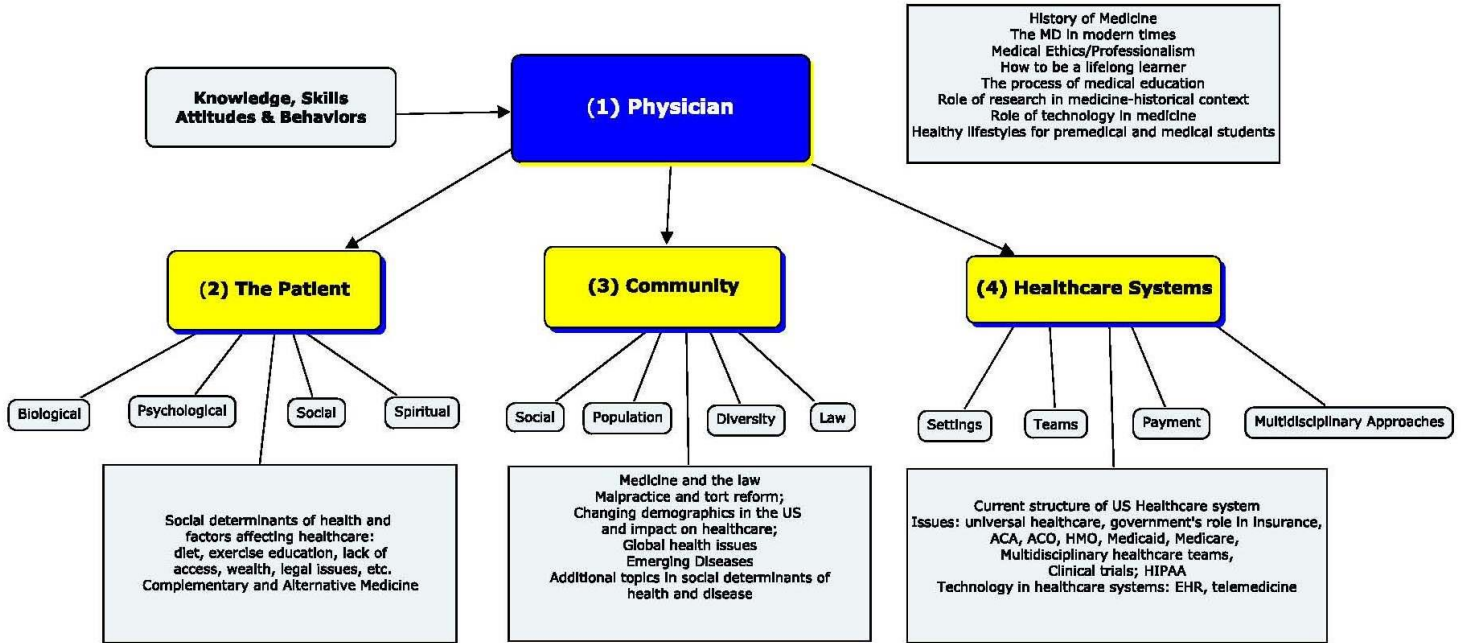 History of Medicine
The MD in modern times
Medical Ethics/Professionalism
How to be a lifelong learner
The process of medical education
Role of research in medicine-historical context
Role of technology in medicine
Healthy lifestyles for premedical and medical students
Knowledge, Skills
Attitudes & Behaviors
(1) Physician
(2) The Patient
(3) Community
(4) Healthcare Systems
Biological
Psychological
Social
Spiritual
Social
Population
Diversity
Law
Settings
Teams
Payment
Multidisciplinary Approaches
Social determinants of health and
factors affecting healthcare:
diet, exercise education, lack of
access, wealth, legal issues, etc.
Complementary and Alternative Medicine
Medicine and the law
Malpractice and tort reform;
Changing demographics in the US
and impact on healthcare;
Global health issues
Emerging Diseases
Additional topics in social determinants of
health and disease
Current structure of US Healthcare system
Issues: universal healthcare, government's role in insurance,
ACA, ACO, HMO, Medicaid, Medicare,
Multidisciplinary healthcare teams,
Clinical trials; HIPAA
Technology in healthcare systems: EHR, telemedicine